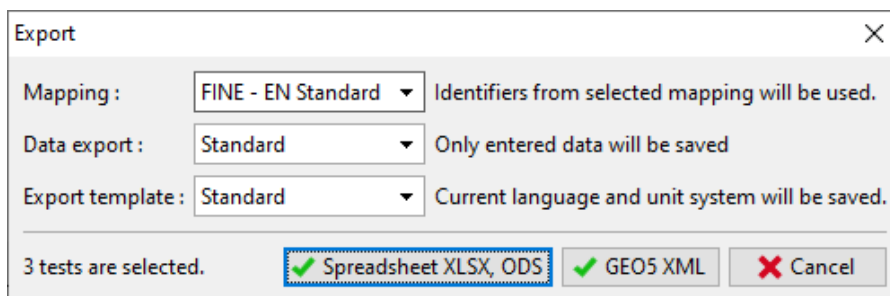 Export
Mapping : FINE - EN Standard Identifiers from selected mapping will be used.
Data export : Standard Only entered data will be saved
Export template : Standard Current language and unit system will be saved.
3 tests are selected. Spreadsheet XLSX, ODS GEO5 XML Cancel